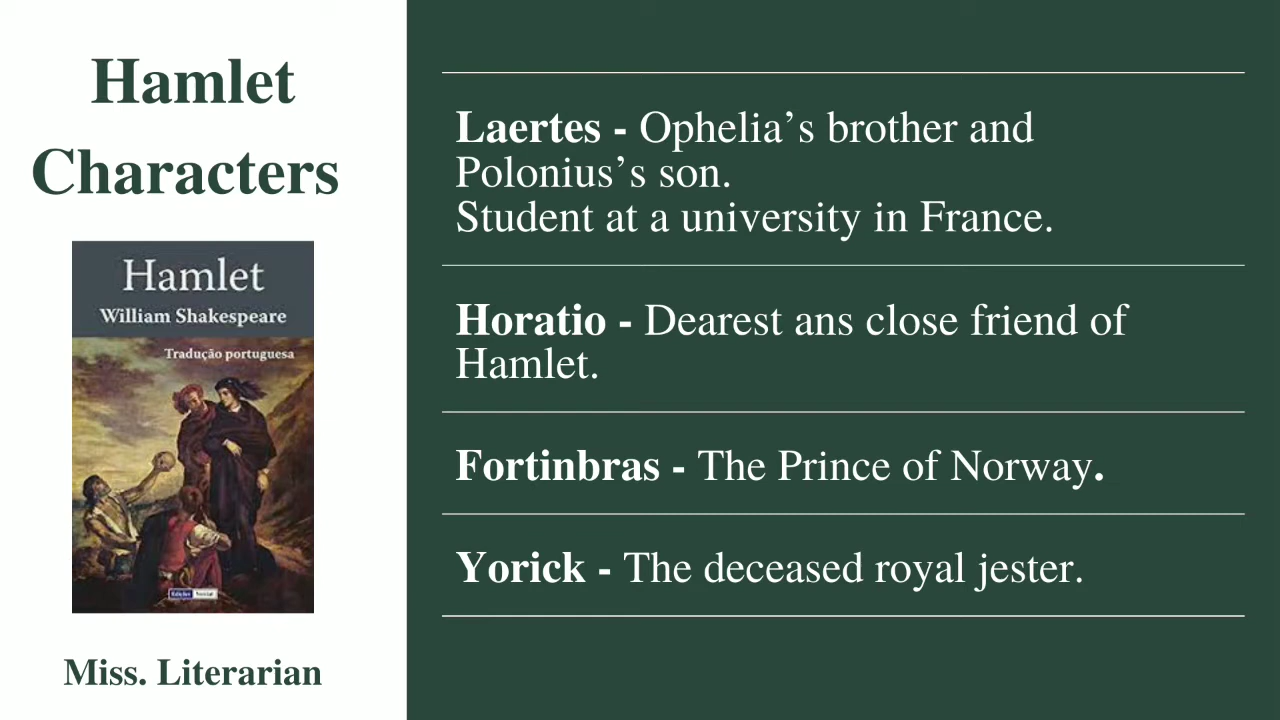 Hamlet
Characters
Hamlet
William Shakespeare
Tradução portuguesa
Miss. Literarian
Laertes - Ophelia’s brother and
Polonius’s son.
Student at a university in France.
Horatio - Dearest ans close friend of
Hamlet.
Fortinbras - The Prince of Norway.
Yorick - The deceased royal jester.